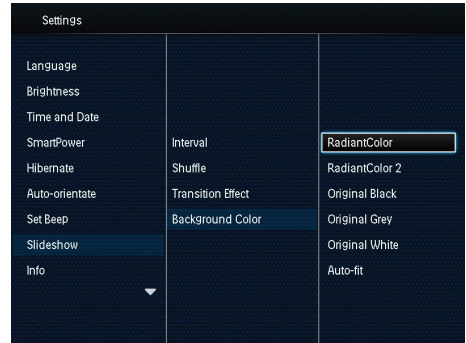 Settings
Language
Brightness
Time and Date
SmartPower
Hibernate
Auto-orientate
Set Beep
Slideshow
Info
Interval
Shuffle
Transition Effect
Background Color
RadiantColor
RadiantColor 2
Original Black
Original Grey
Original White
Auto-fit